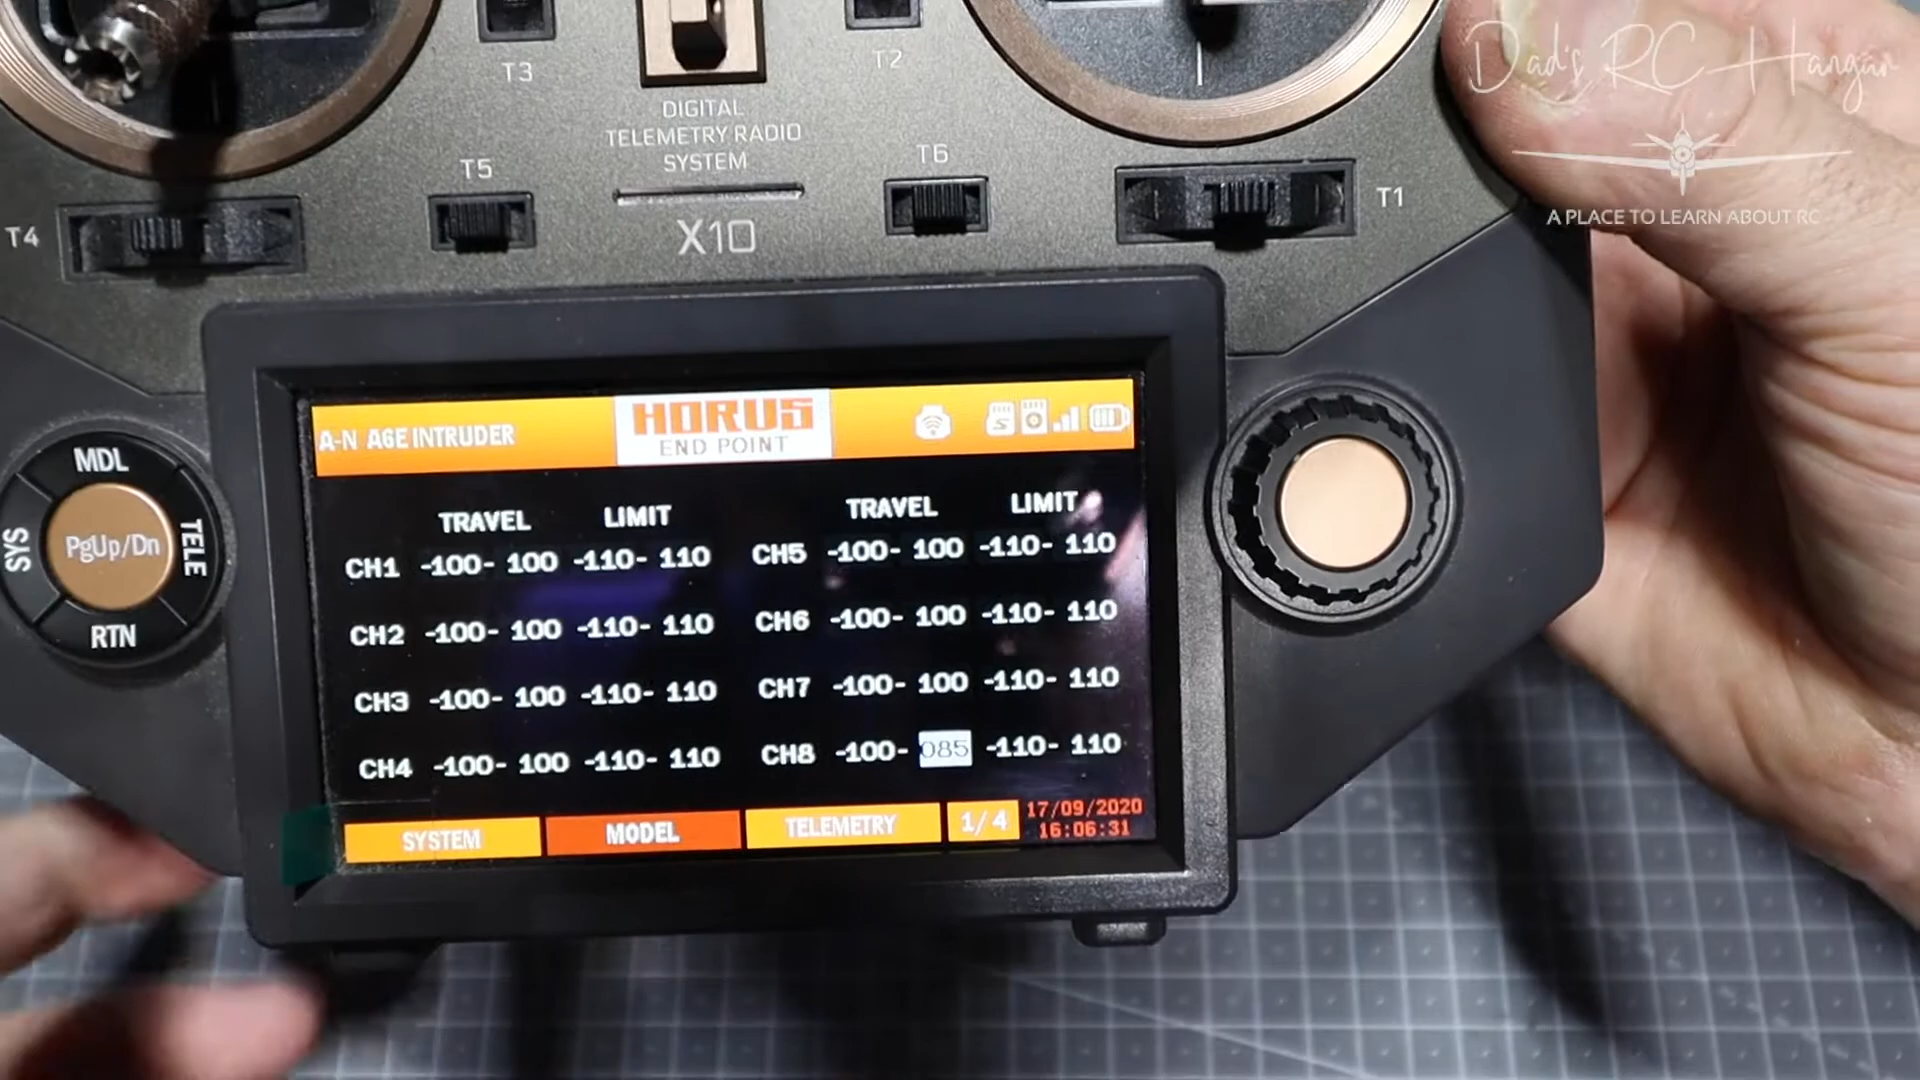 Dad's RC Hangar
A PLACE TO LEARN ABOUT RC
T3
T2
DIGITAL
TELEMETRY RADIO
SYSTEM
T5
T6
T4
T1
X10
MDL
SYS
PgUp/Dn
TELE
RTN
A-N AGE INTRUDER
HORUS
END POINT
TRAVEL LIMIT TRAVEL LIMIT
CH1 -100- 100 -110- 110 CH5 -100- 100 -110- 110
CH2 -100- 100 -110- 110 CH6 -100- 100 -110- 110
CH3 -100- 100 -110- 110 CH7 -100- 100 -110- 110
CH4 -100- 100 -110- 110 CH8 -100- 085 -110- 110
SYSTEM MODEL TELEMETRY 1/4
17/09/2020
16:06:31